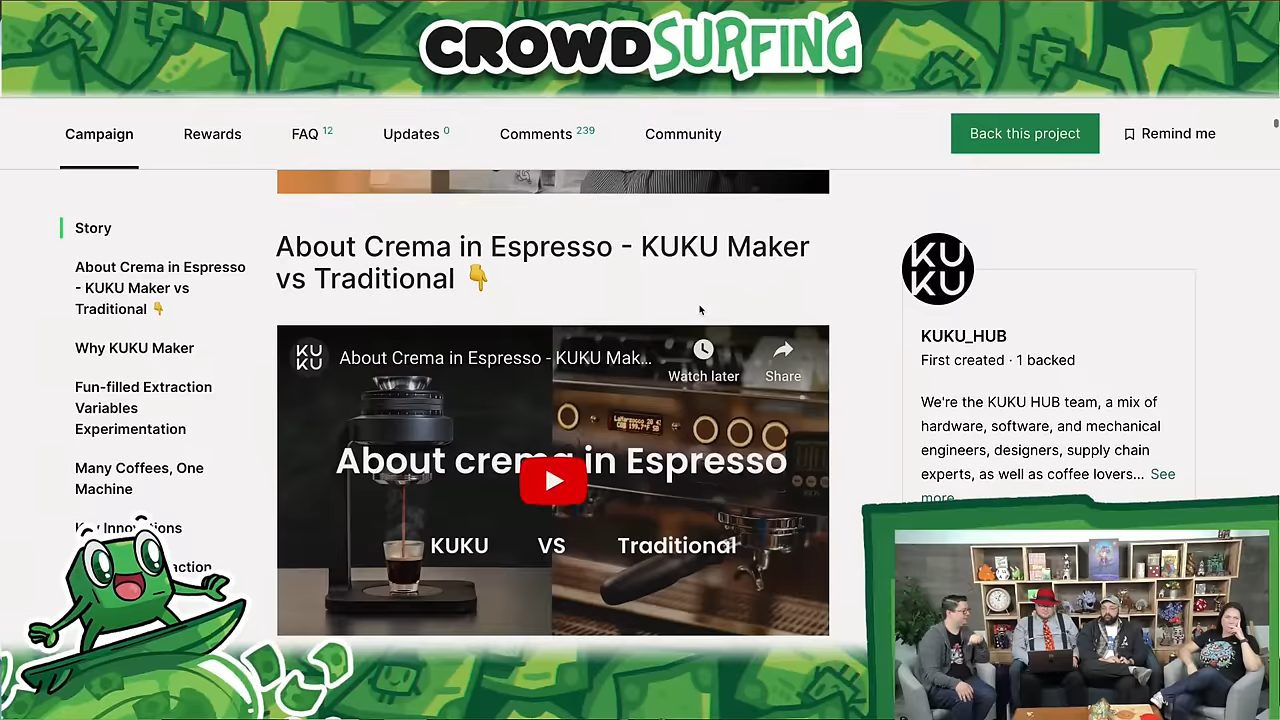 CROWDSURFING
Campaign
Rewards
FAQ 12
Updates 0
Comments 239
Community
Back this project
Remind me
Story
About Crema in Espresso
- KUKU Maker vs
Traditional 👇
Why KUKU Maker
Fun-filled Extraction
Variables
Experimentation
Many Coffees, One
Machine
About Crema in Espresso - KUKU Maker
vs Traditional 👇
KU
KU
About Crema in Espresso - KUKU Mak...
Watch later
Share
About crema in Espresso
KUKU VS Traditional
KU
KU
KUKU_HUB
First created · 1 backed
We're the KUKU HUB team, a mix of
hardware, software, and mechanical
engineers, designers, supply chain
experts, as well as coffee lovers... See
more